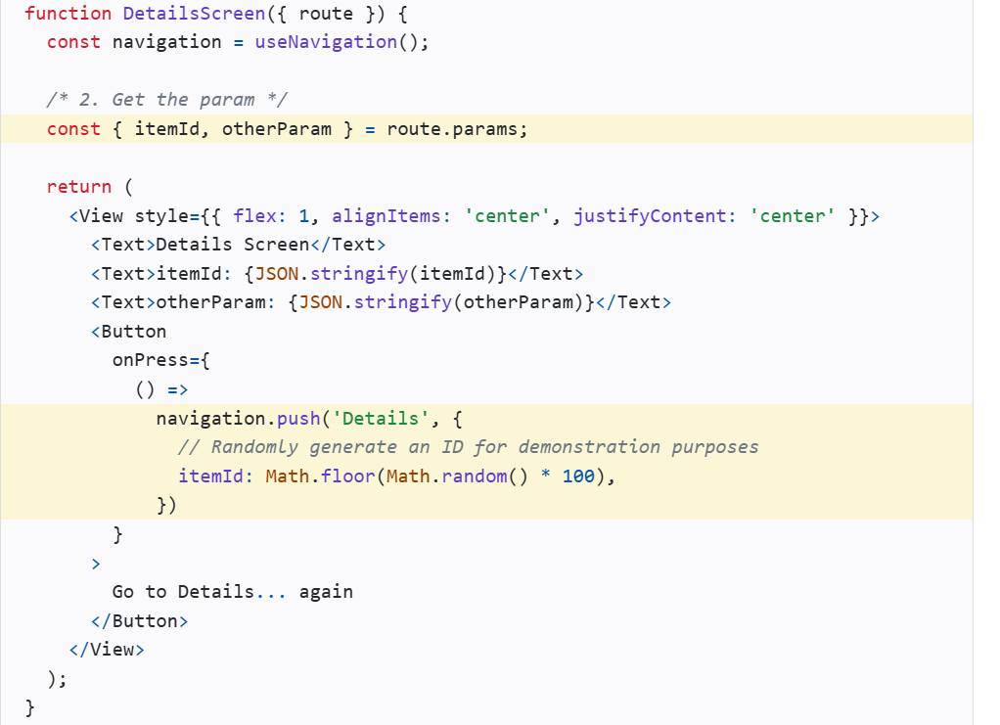 function DetailsScreen({ route }) {
  const navigation = useNavigation();

  /* 2. Get the param */
  const { itemId, otherParam } = route.params;

  return (
    <View style={{ flex: 1, alignItems: 'center', justifyContent: 'center' }}>
      <Text>Details Screen</Text>
      <Text>itemId: {JSON.stringify(itemId)}</Text>
      <Text>otherParam: {JSON.stringify(otherParam)}</Text>
      <Button
        onPress={
          () =>
            navigation.push('Details', {
              // Randomly generate an ID for demonstration purposes
              itemId: Math.floor(Math.random() * 100),
            })
        }
      >
        Go to Details... again
      </Button>
    </View>
  );
}